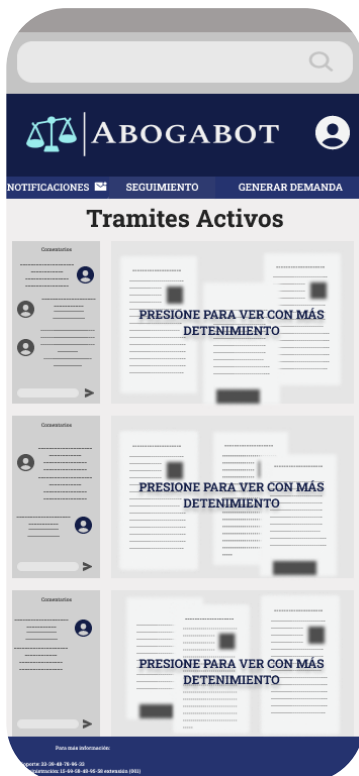 ABOGABOT
NOTIFICACIONES SEGUIMIENTO GENERAR DEMANDA
Tramites Activos
Comentarios
PRESIONE PARA VER CON MÁS
DETENIMIENTO
Comentarios
PRESIONE PARA VER CON MÁS
DETENIMIENTO
Comentarios
PRESIONE PARA VER CON MÁS
DETENIMIENTO
Para más información: